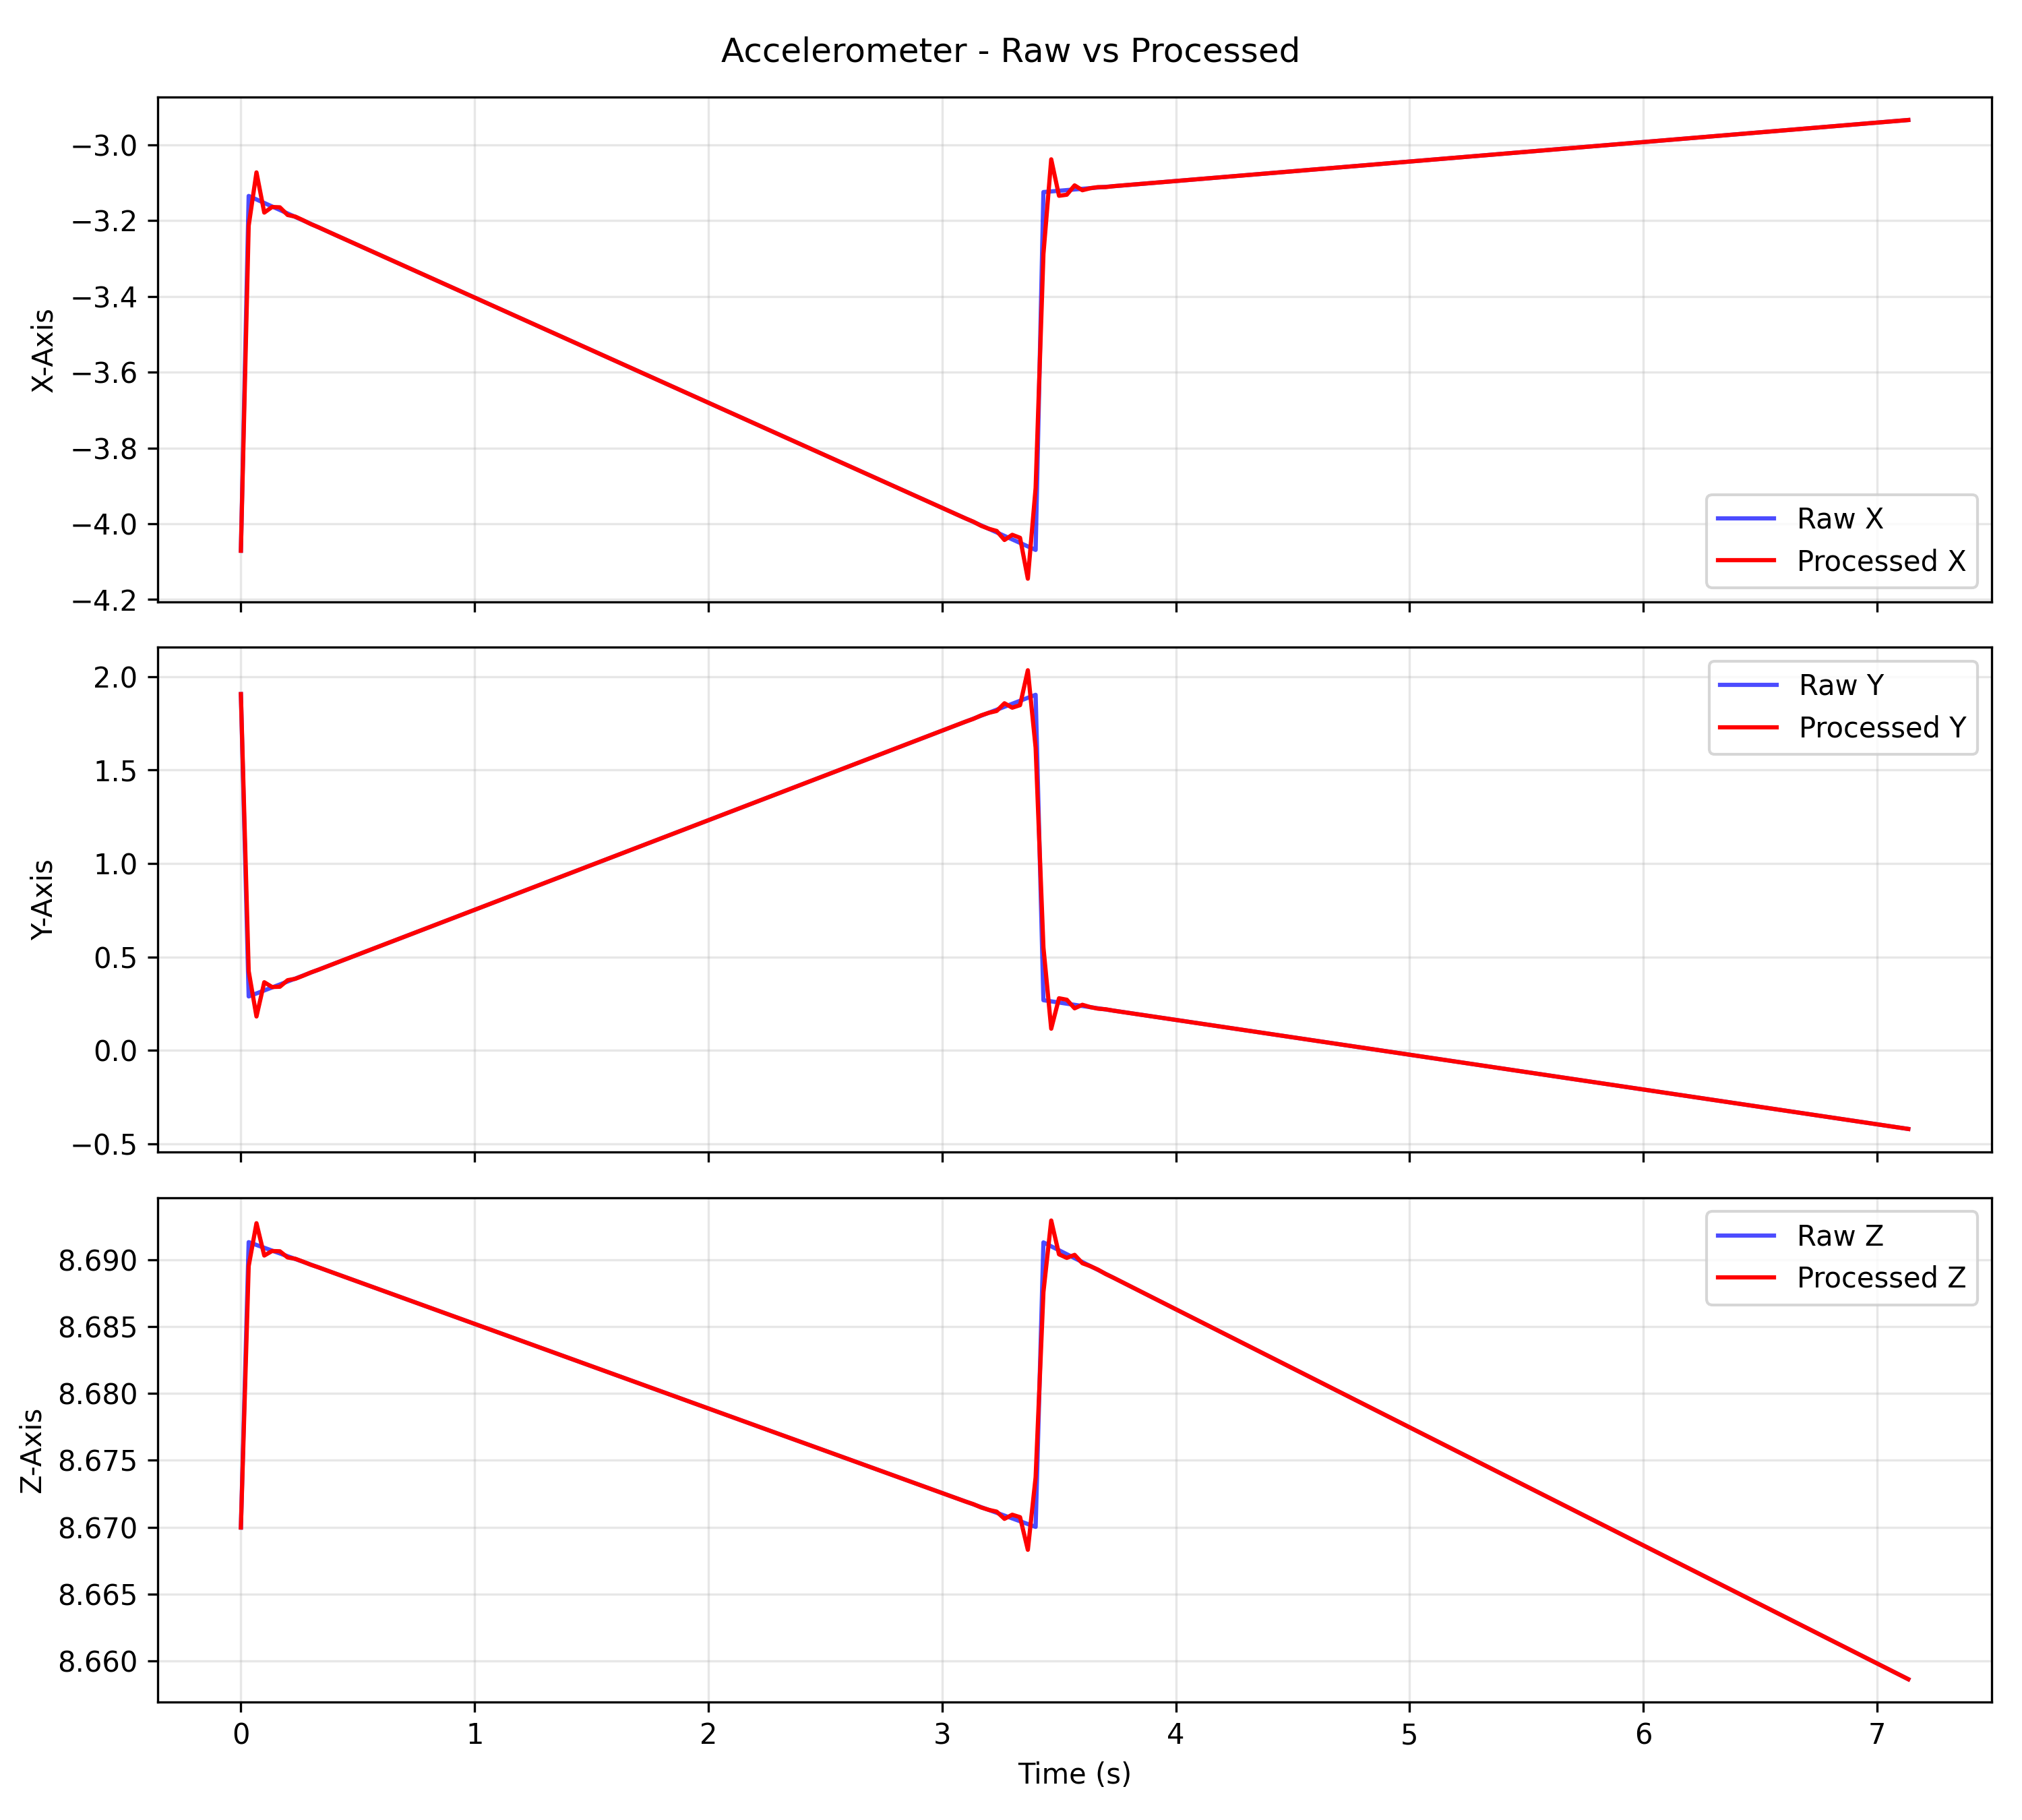 Accelerometer - Raw vs Processed
X-Axis
−3.0
−3.2
−3.4
−3.6
−3.8
−4.0
−4.2
Raw X
Processed X
Y-Axis
2.0
1.5
1.0
0.5
0.0
−0.5
Raw Y
Processed Y
Z-Axis
8.690
8.685
8.680
8.675
8.670
8.665
8.660
Raw Z
Processed Z
0 1 2 3 4 5 6 7
Time (s)